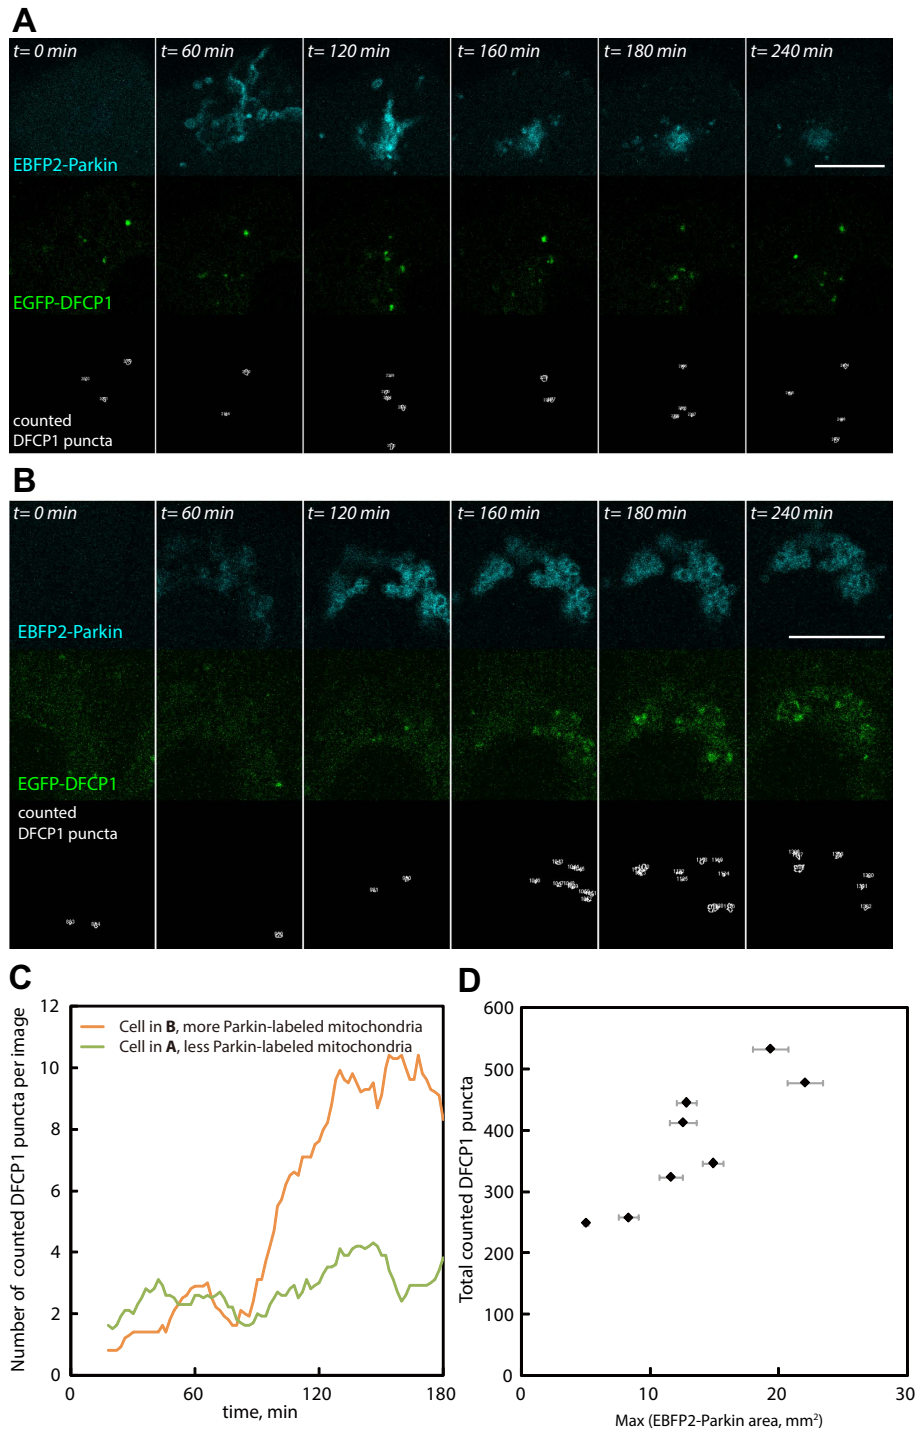 A
t= 0 min
t= 60 min
t= 120 min
t= 160 min
t= 180 min
t= 240 min
EBFP2-Parkin
EGFP-DFCP1
counted
DFCP1 puncta
B
t= 0 min
t= 60 min
t= 120 min
t= 160 min
t= 180 min
t= 240 min
EBFP2-Parkin
EGFP-DFCP1
counted
DFCP1 puncta
C
Number of counted DFCP1 puncta per image
12
10
8
6
4
2
0
Cell in B, more Parkin-labeled mitochondria
Cell in A, less Parkin-labeled mitochondria
0
60
120
180
time, min
D
Total counted DFCP1 puncta
600
500
400
300
200
100
0
0
10
20
30
Max (EBFP2-Parkin area, mm²)